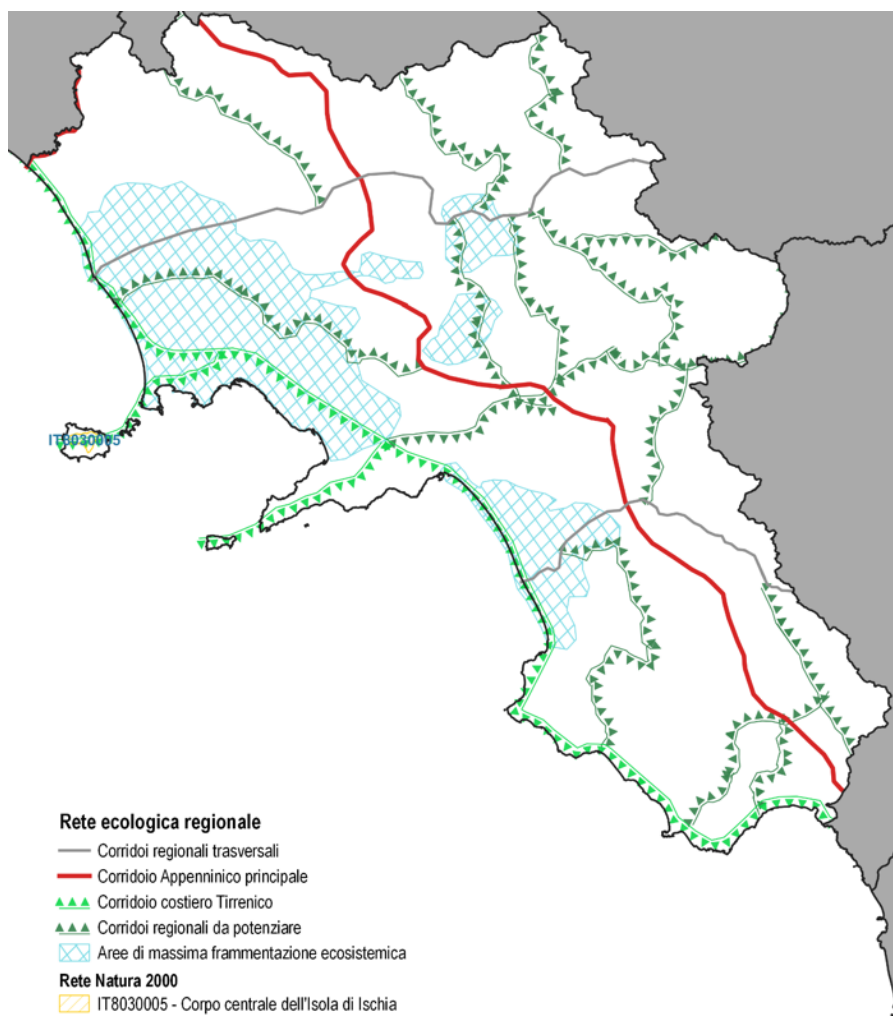 IT8030005
Rete ecologica regionale
Corridoi regionali trasversali
Corridoio Appenninico principale
Corridoio costiero Tirrenico
Corridoi regionali da potenziare
Aree di massima frammentazione ecosistemica
Rete Natura 2000
IT8030005 - Corpo centrale dell'Isola di Ischia